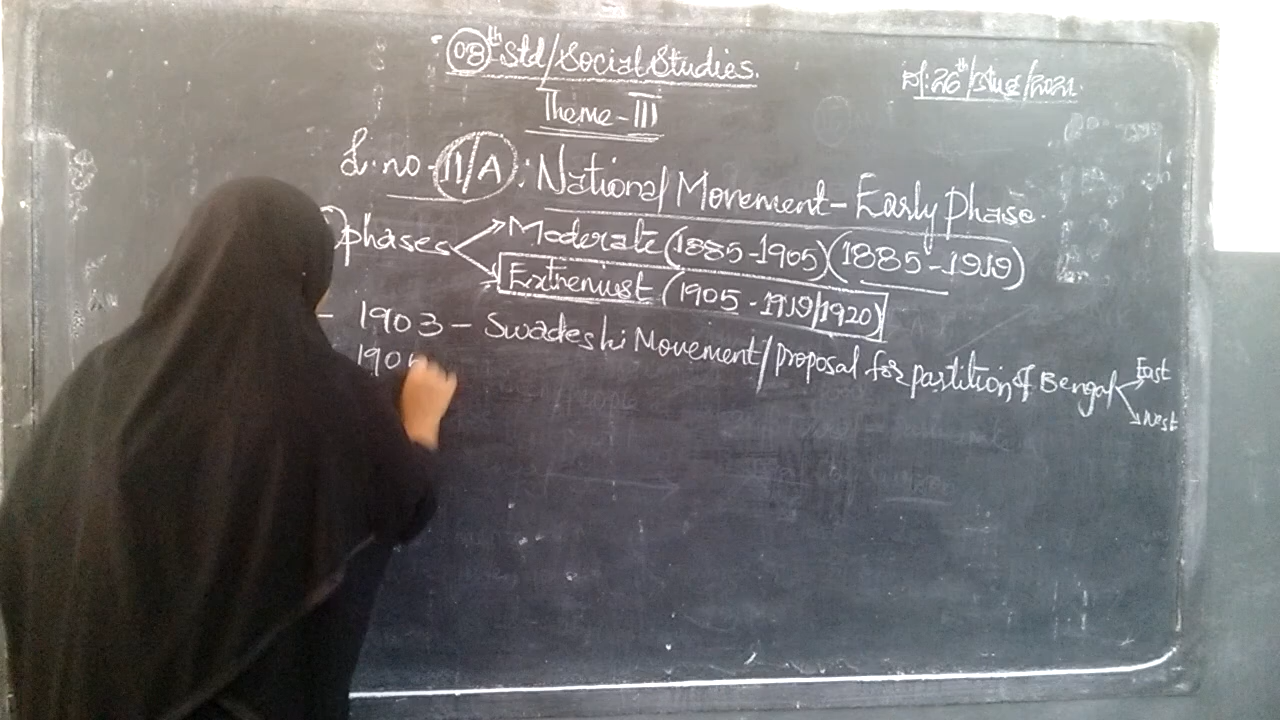 08th Std/Social Studies.
Dt: 26th/Aug/2021.
Theme - III
L.no - 11/A : National Movement - Early Phase.
phases Moderate (1885-1905) (1885-1919)
Extremist (1905 - 1919/1920)
- 1903 - Swadeshi Movement/proposal for partition of Bengal East
West